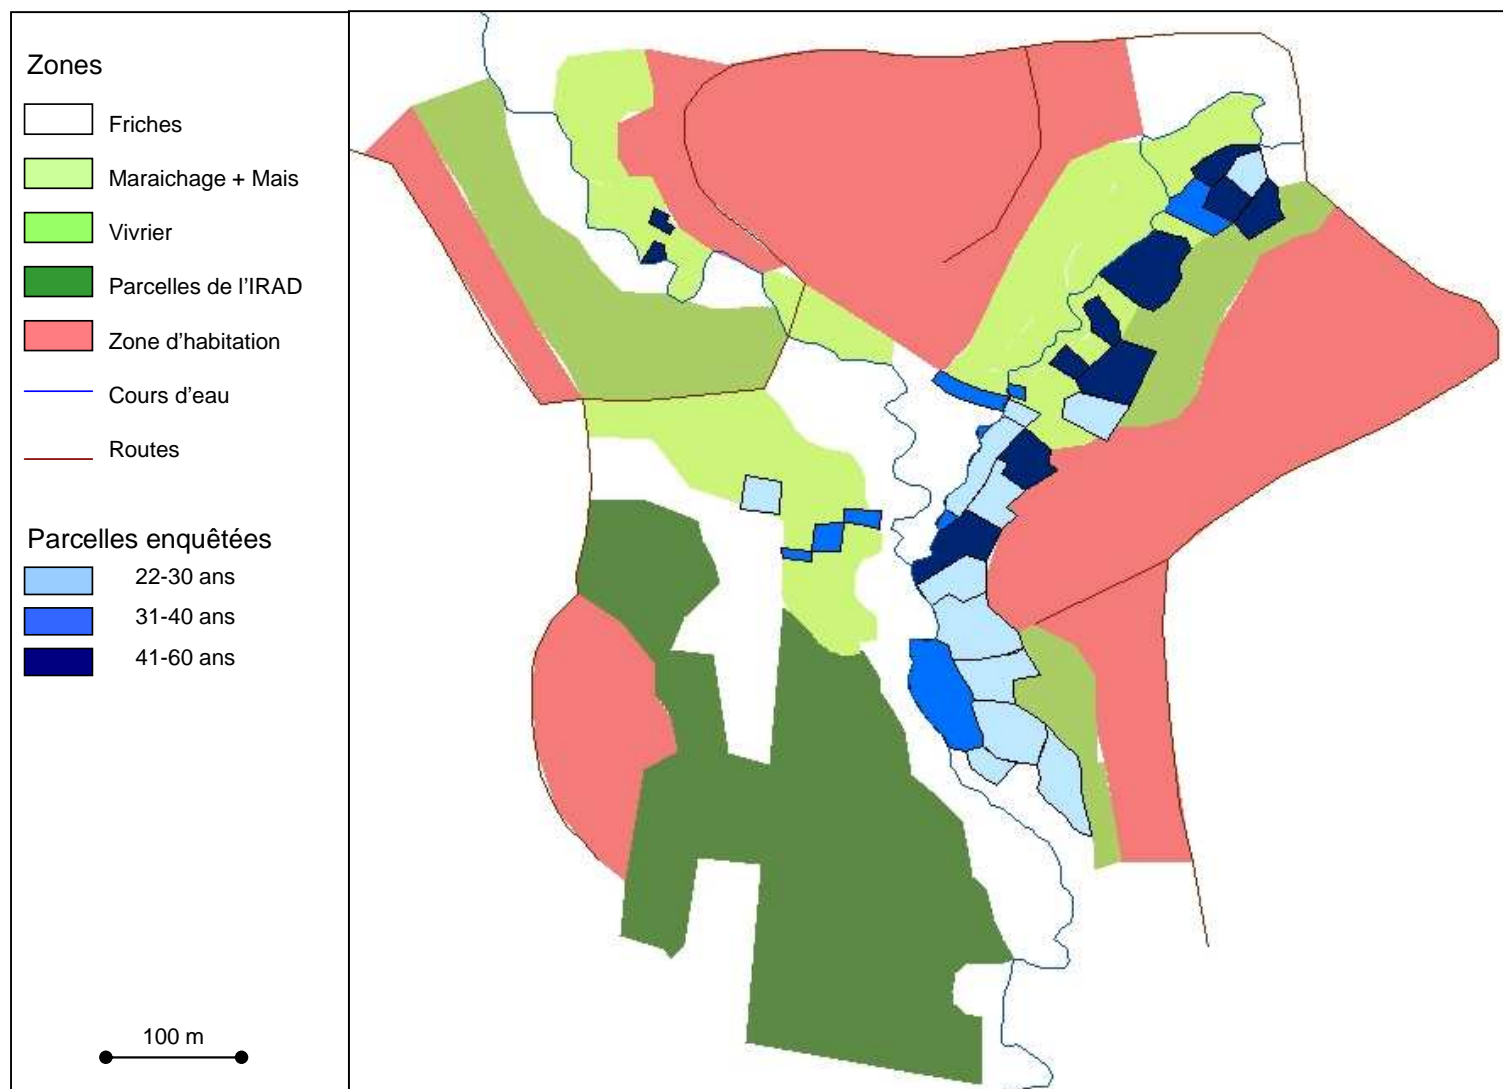 Zones
Friches
Maraichage + Mais
Vivrier
Parcelles de l'IRAD
Zone d'habitation
Cours d'eau
Routes
Parcelles enquêtées
22-30 ans
31-40 ans
41-60 ans
100 m